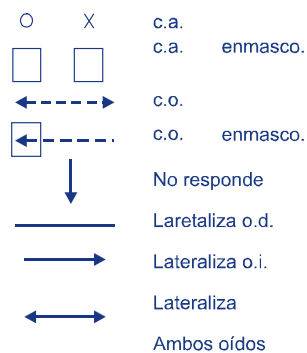 O X c.a.
c.a. enmasco.
c.o.
c.o. enmasco.
No responde
Laretaliza o.d.
Lateraliza o.i.
Lateraliza
Ambos oídos